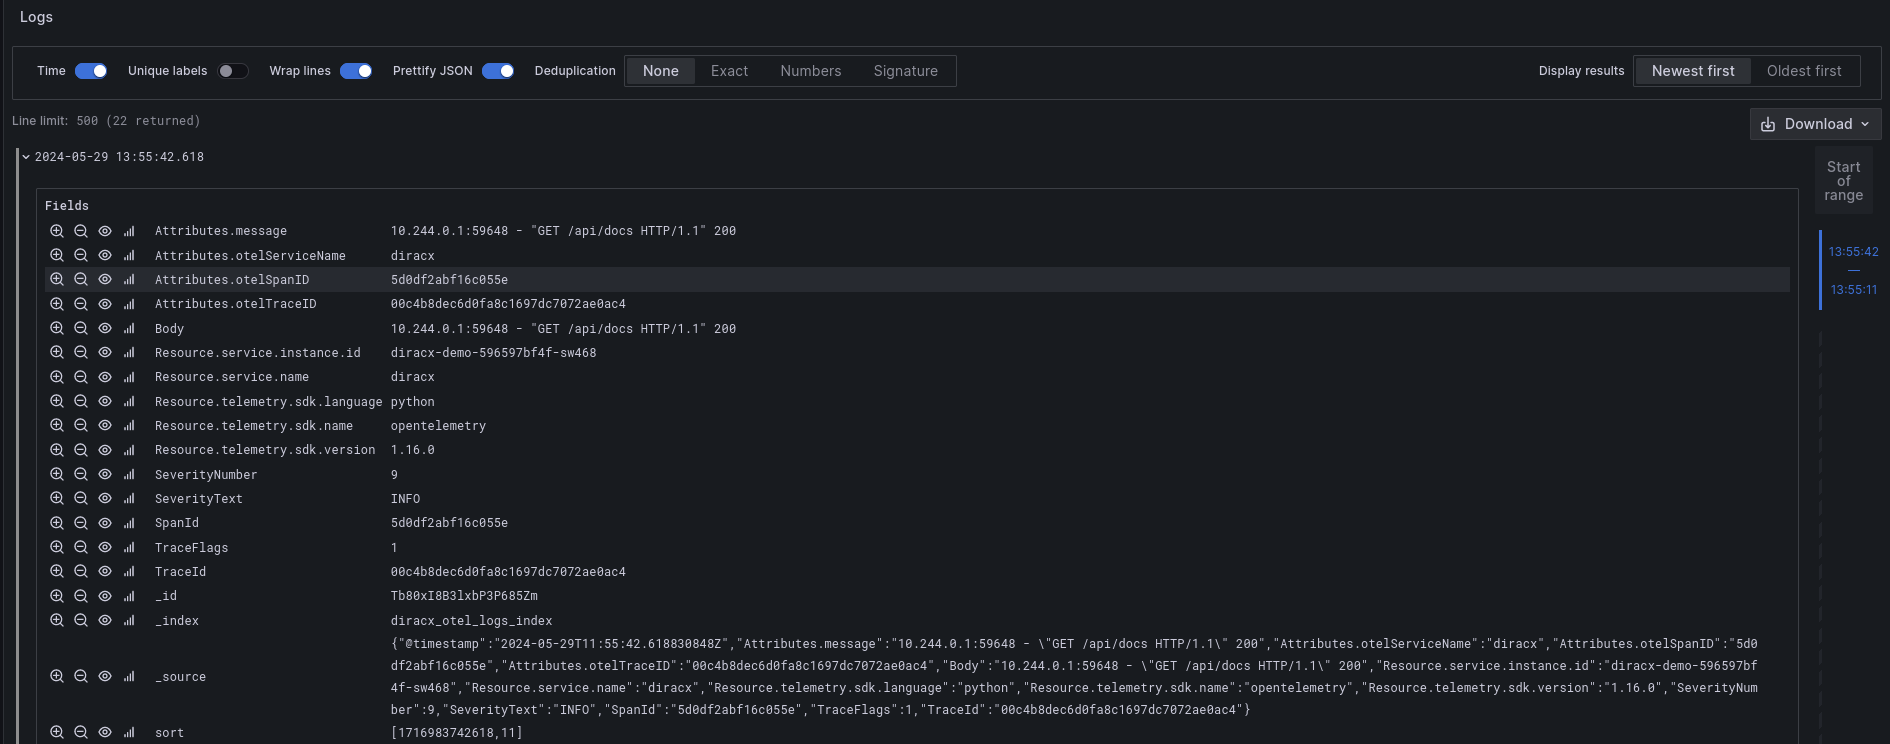 Logs
Time Unique labels Wrap lines Prettify JSON Deduplication None Exact Numbers Signature Display results Newest first Oldest first
Line limit: 500 (22 returned)
Download
2024-05-29 13:55:42.618
Start
of
range
Fields
Attributes.message 10.244.0.1:59648 - "GET /api/docs HTTP/1.1" 200
Attributes.otelServiceName diracx
13:55:42
Attributes.otelSpanID 5d0df2abf16c055e
—
13:55:11
Attributes.otelTraceID 00c4b8dec6d0fa8c1697dc7072ae0ac4
Body 10.244.0.1:59648 - "GET /api/docs HTTP/1.1" 200
Resource.service.instance.id diracx-demo-596597bf4f-sw468
Resource.service.name diracx
Resource.telemetry.sdk.language python
Resource.telemetry.sdk.name opentelemetry
Resource.telemetry.sdk.version 1.16.0
SeverityNumber 9
SeverityText INFO
SpanId 5d0df2abf16c055e
TraceFlags 1
TraceId 00c4b8dec6d0fa8c1697dc7072ae0ac4
_id Tb80xI8B3lxbP3P685Zm
_index diracx_otel_logs_index
_source
{"@timestamp":"2024-05-29T11:55:42.618830848Z","Attributes.message":"10.244.0.1:59648 - \"GET /api/docs HTTP/1.1\" 200","Attributes.otelServiceName":"diracx","Attributes.otelSpanID":"5d0
df2abf16c055e","Attributes.otelTraceID":"00c4b8dec6d0fa8c1697dc7072ae0ac4","Body":"10.244.0.1:59648 - \"GET /api/docs HTTP/1.1\" 200","Resource.service.instance.id":"diracx-demo-596597bf
4f-sw468","Resource.service.name":"diracx","Resource.telemetry.sdk.language":"python","Resource.telemetry.sdk.name":"opentelemetry","Resource.telemetry.sdk.version":"1.16.0","SeverityNum
ber":9,"SeverityText":"INFO","SpanId":"5d0df2abf16c055e","TraceFlags":1,"TraceId":"00c4b8dec6d0fa8c1697dc7072ae0ac4"}
sort [1716983742618,11]